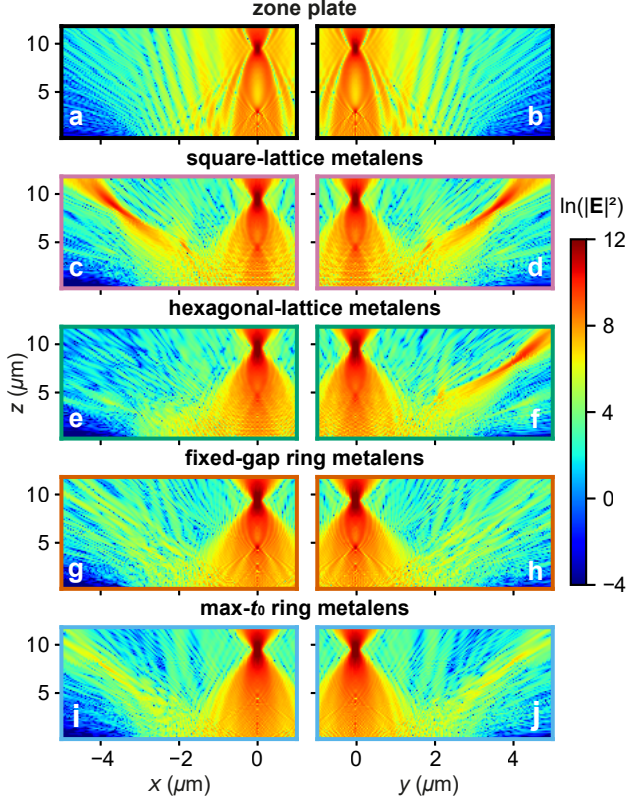 zone plate
10
5
a
b
square-lattice metalens
ln(|E|²)
10
5
c
d
12
8
4
0
−4
hexagonal-lattice metalens
z (µm)
10
5
e
f
fixed-gap ring metalens
10
5
g
h
max-t₀ ring metalens
10
5
i
j
−4 −2 0 0 2 4
x (µm) y (µm)